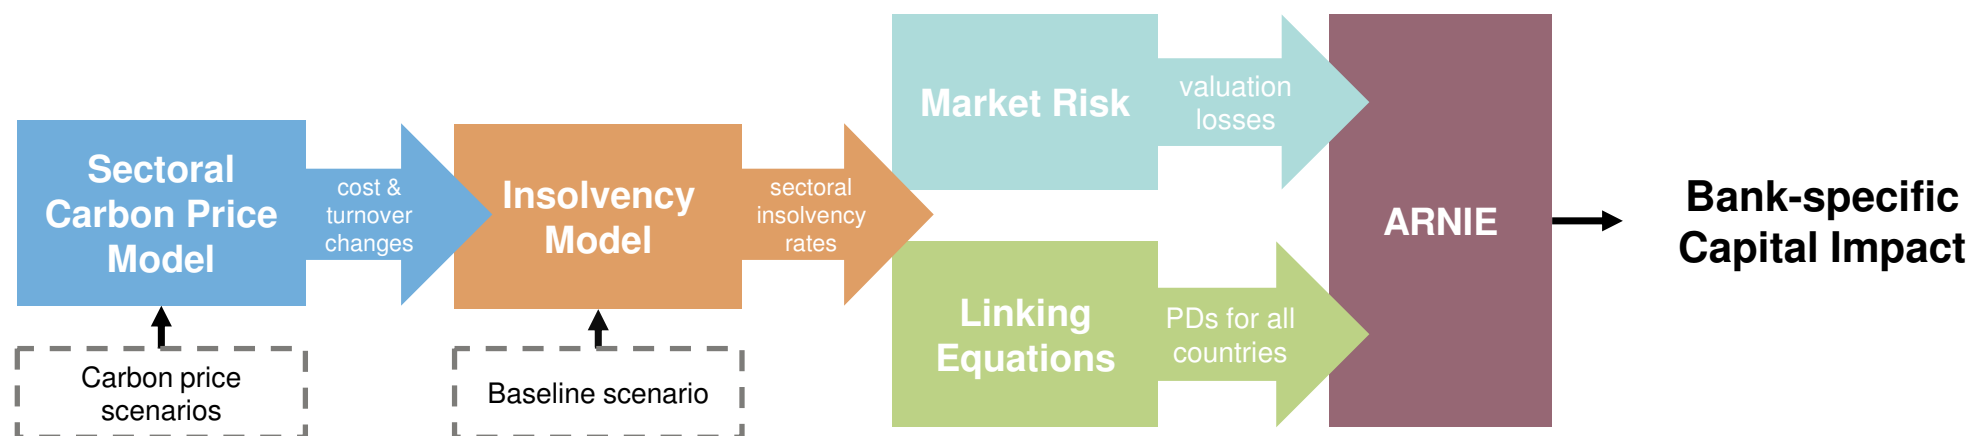 Sectoral
Carbon Price
Model
cost &
turnover
changes
Carbon price
scenarios
Insolvency
Model
sectoral
insolvency
rates
Baseline scenario
Market Risk
valuation
losses
Linking
Equations
PDs for all
countries
ARNIE
Bank-specific
Capital Impact